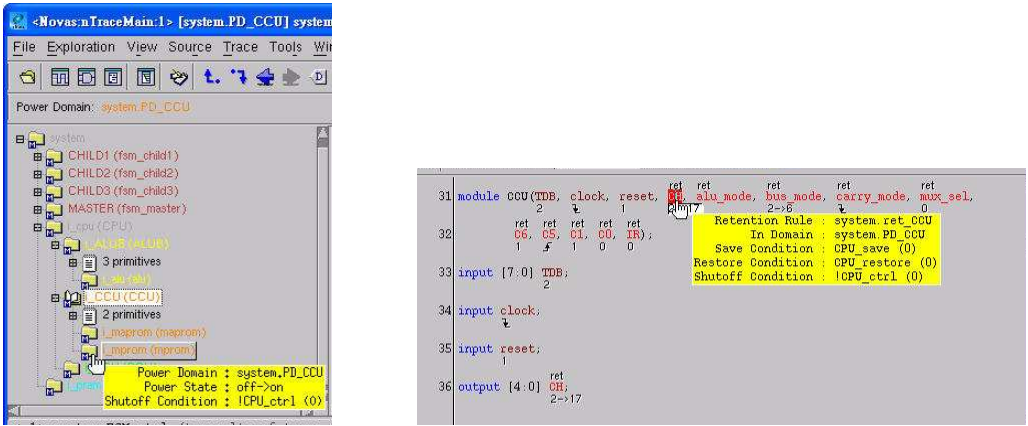 <Novas:nTraceMain:1> [system.PD_CCU] system
File Exploration View Source Trace Tools
Power Domain: system.PD_CCU
system
CHILD1 (fsm_child1)
CHILD2 (fsm_child2)
CHILD3 (fsm_child3)
MASTER (fsm_master)
i_cpu (CPU)
i_ALUB (ALUB)
3 primitives
i_alu (alu)
i_CCU (CCU)
2 primitives
i_maprom (maprom)
i_mprom (mprom)
Power Domain : system.PD_CCU
Power State : off->on
Shutoff Condition : !CPU_ctrl (0)
ret ret ret ret ret
31 module CCU(TDB, clock, reset, CH, alu_mode, bus_mode, carry_mode, mux_sel,
2 1 17 2->6 0
ret ret ret ret ret
32 C6, C5, C1, C0, IR);
1 1 0 0
33 input [7:0] TDB;
2
34 input clock;
35 input reset;
1
ret
36 output [4:0] CH;
2->17
Retention Rule : system.ret_CCU
In Domain : system.PD_CCU
Save Condition : CPU_save (0)
Restore Condition : CPU_restore (0)
Shutoff Condition : !CPU_ctrl (0)